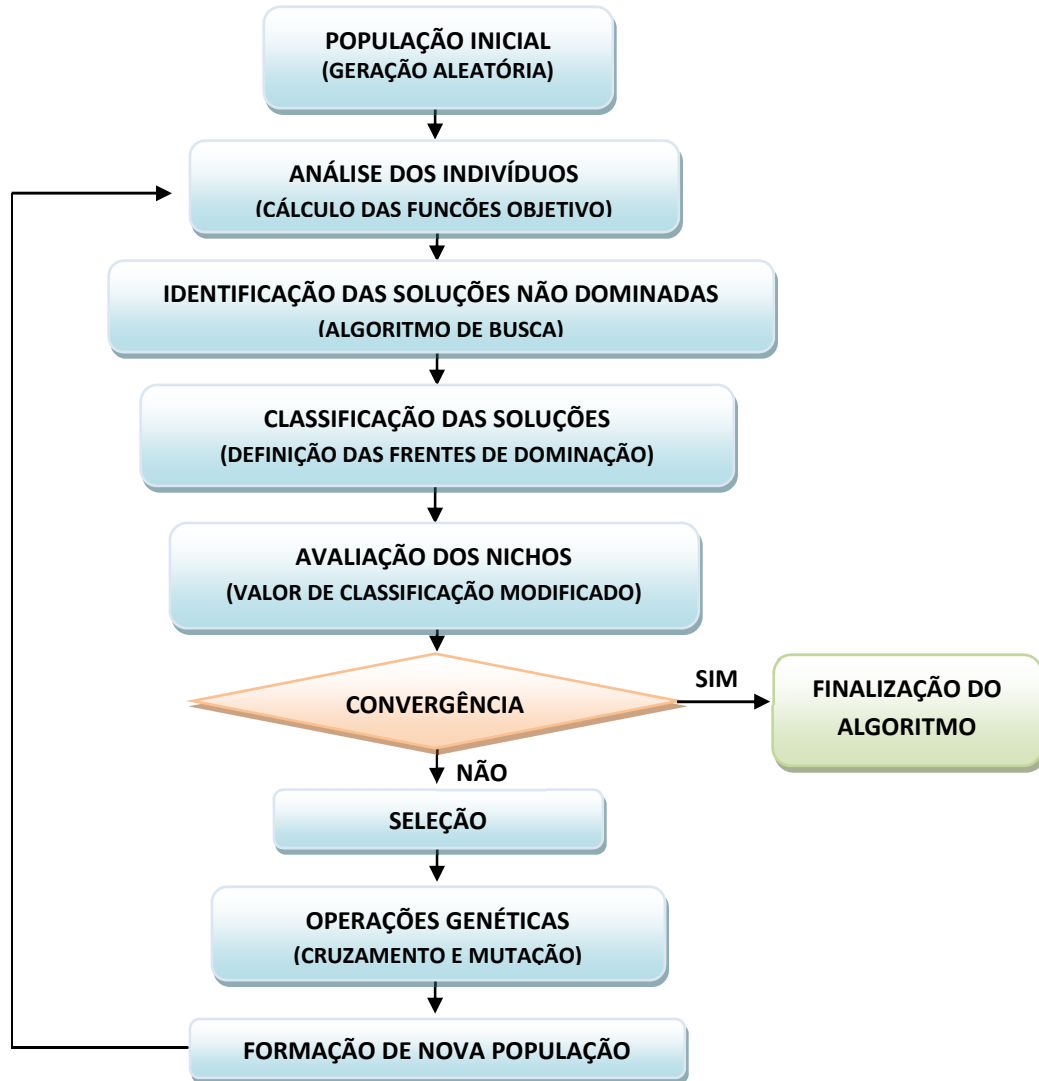 POPULAÇÃO INICIAL
(GERAÇÃO ALEATÓRIA)
ANÁLISE DOS INDIVÍDUOS
(CÁLCULO DAS FUNCÕES OBJETIVO)
IDENTIFICAÇÃO DAS SOLUÇÕES NÃO DOMINADAS
(ALGORITMO DE BUSCA)
CLASSIFICAÇÃO DAS SOLUÇÕES
(DEFINIÇÃO DAS FRENTES DE DOMINAÇÃO)
AVALIAÇÃO DOS NICHOS
(VALOR DE CLASSIFICAÇÃO MODIFICADO)
CONVERGÊNCIA
SIM
FINALIZAÇÃO DO
ALGORITMO
NÃO
SELEÇÃO
OPERAÇÕES GENÉTICAS
(CRUZAMENTO E MUTAÇÃO)
FORMAÇÃO DE NOVA POPULAÇÃO